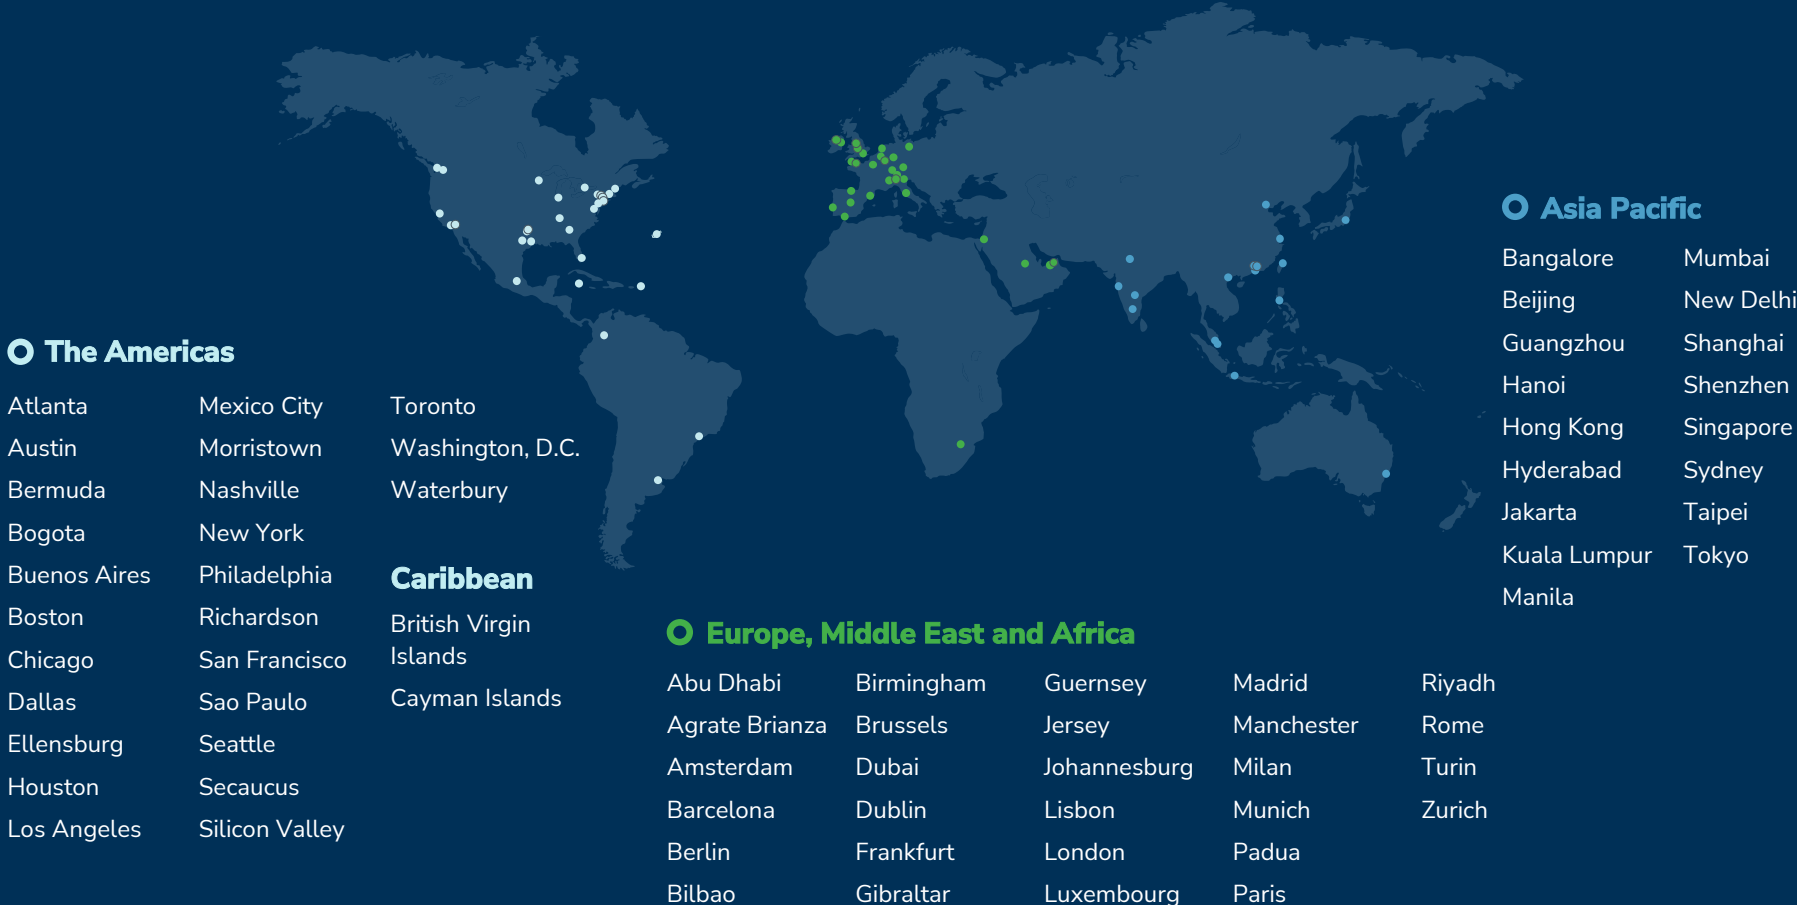 The Americas
Atlanta
Austin
Bermuda
Bogota
Buenos Aires
Boston
Chicago
Dallas
Ellensburg
Houston
Los Angeles
Mexico City
Morristown
Nashville
New York
Philadelphia
Richardson
San Francisco
Sao Paulo
Seattle
Secaucus
Silicon Valley
Toronto
Washington, D.C.
Waterbury
Caribbean
British Virgin
Islands
Cayman Islands
Europe, Middle East and Africa
Abu Dhabi
Agrate Brianza
Amsterdam
Barcelona
Berlin
Bilbao
Birmingham
Brussels
Dubai
Dublin
Frankfurt
Gibraltar
Guernsey
Jersey
Johannesburg
Lisbon
London
Luxembourg
Madrid
Manchester
Milan
Munich
Padua
Paris
Riyadh
Rome
Turin
Zurich
Asia Pacific
Bangalore
Beijing
Guangzhou
Hanoi
Hong Kong
Hyderabad
Jakarta
Kuala Lumpur
Manila
Mumbai
New Delhi
Shanghai
Shenzhen
Singapore
Sydney
Taipei
Tokyo